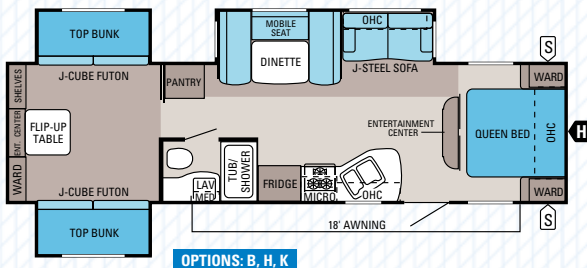 TOP BUNK
J-CUBE FUTON
SHELVES
ENT. CENTER
WARD
FLIP-UP
TABLE
J-CUBE FUTON
TOP BUNK
PANTRY
MOBILE
SEAT
DINETTE
OHC
J-STEEL SOFA
LAV
MED
TUB/
SHOWER
FRIDGE
MICRO
OHC
ENTERTAINMENT
CENTER
S
WARD
QUEEN BED
OHC
H
WARD
S
18' AWNING
OPTIONS: B, H, K